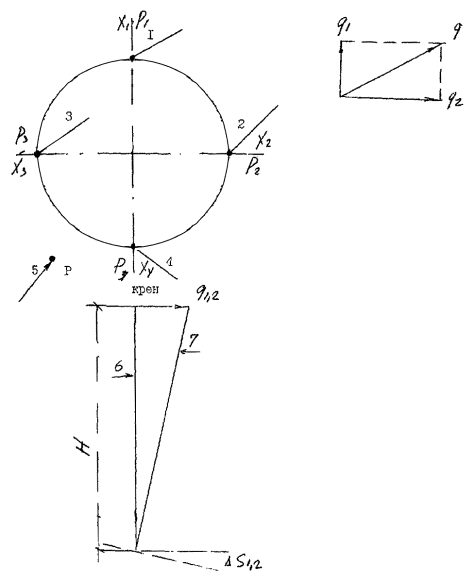 X₁ P₁
I
q₁
q
q₂
3
2
P₃
X₂
X₃
P₂
5
P
P₄ X₄
4
крен
q₁,₂
7
6
H
ΔS₁,₂